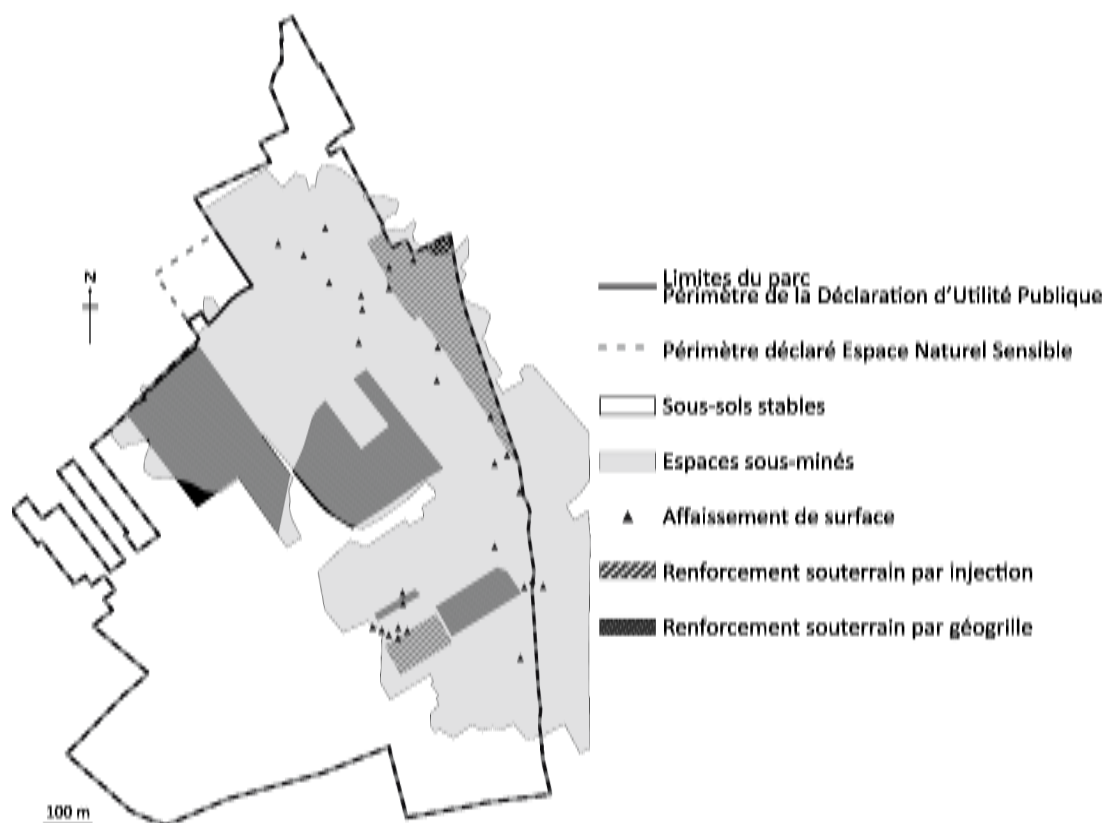 N
Limites du parc
Périmètre de la Déclaration d'Utilité Publique
Périmètre déclaré Espace Naturel Sensible
Sous-sols stables
Espaces sous-minés
Affaissement de surface
Renforcement souterrain par injection
Renforcement souterrain par géogrille
100 m